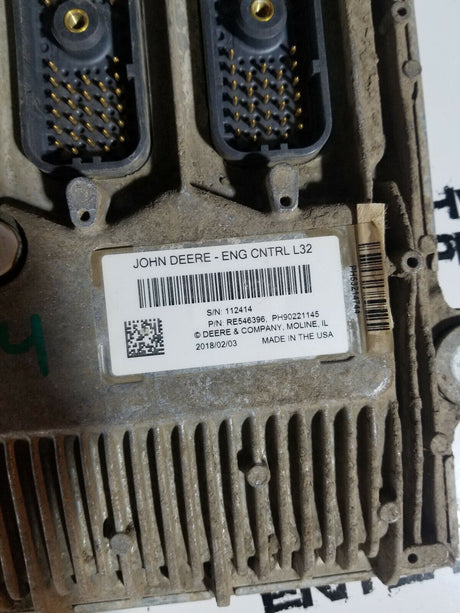 JOHN DEERE - ENG CNTRL L32
S/N: 112414
P/N: RE546396, PH90221145
© DEERE & COMPANY, MOLINE, IL
2018/02/03 MADE IN THE USA